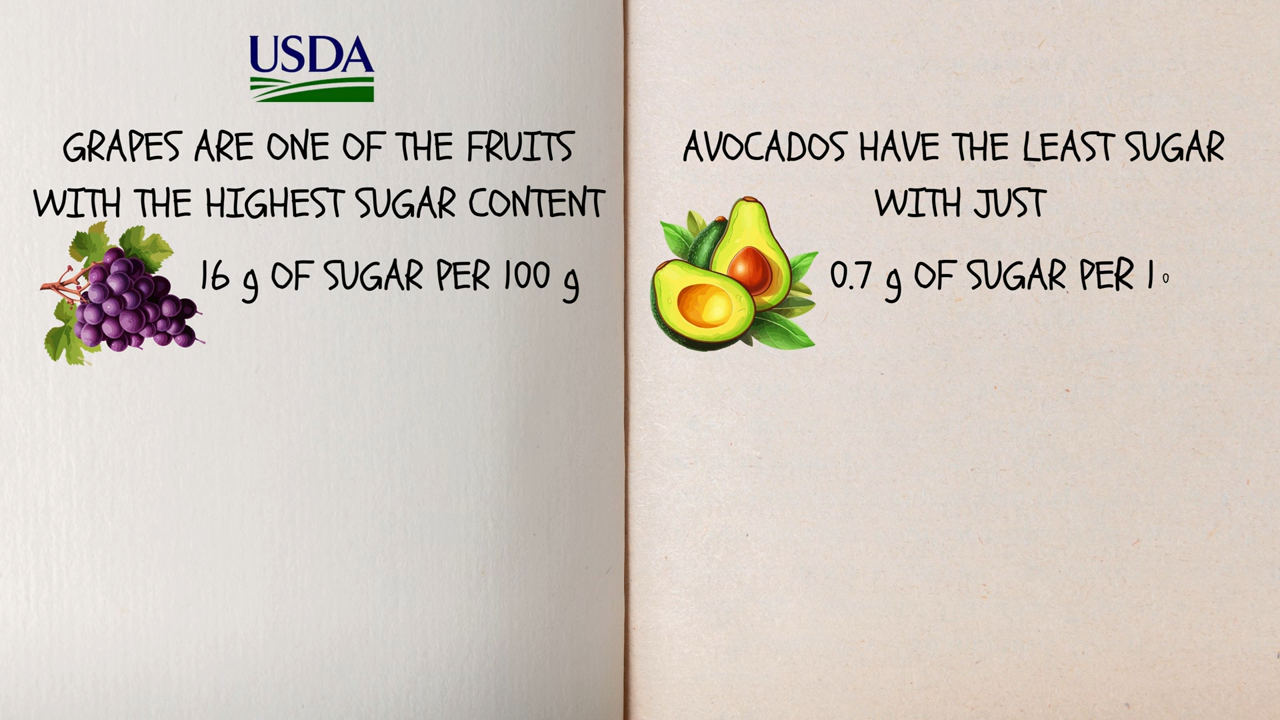 USDA
GRAPES ARE ONE OF THE FRUITS
WITH THE HIGHEST SUGAR CONTENT
16 g OF SUGAR PER 100 g
AVOCADOS HAVE THE LEAST SUGAR
WITH JUST
0.7 g OF SUGAR PER 10